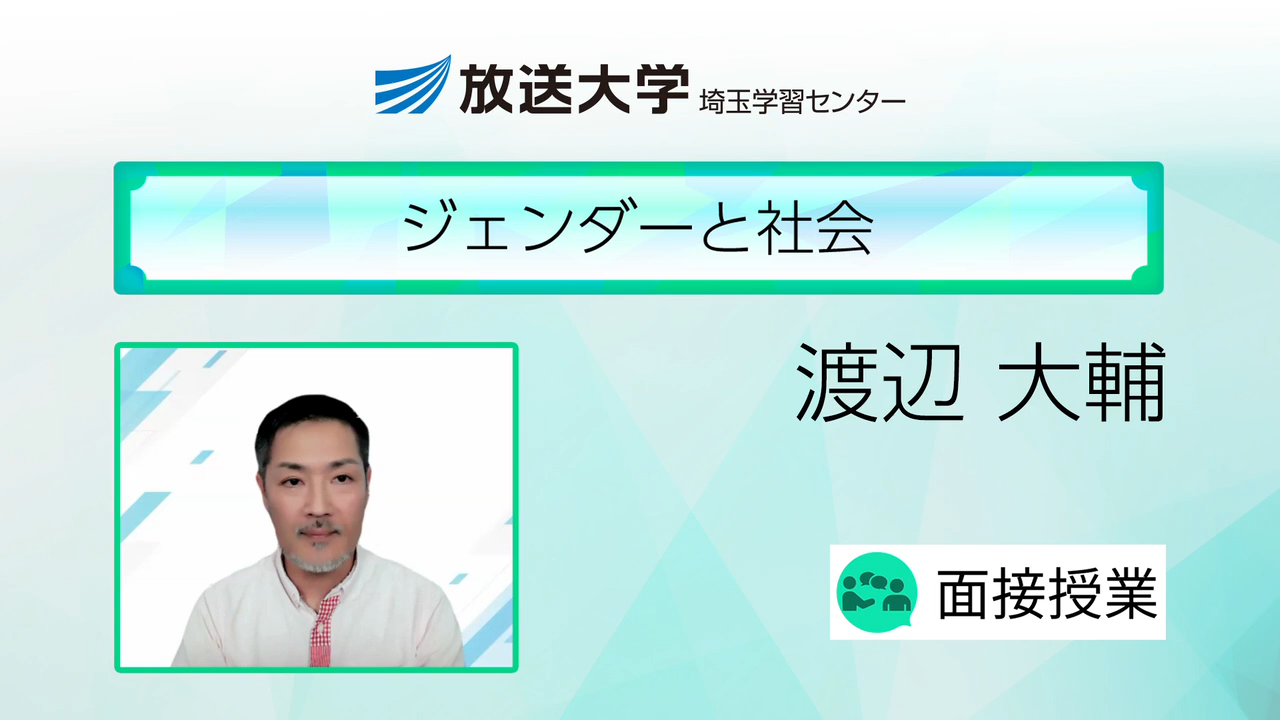 放送大学 埼玉学習センター
ジェンダーと社会
渡辺 大輔
面接授業